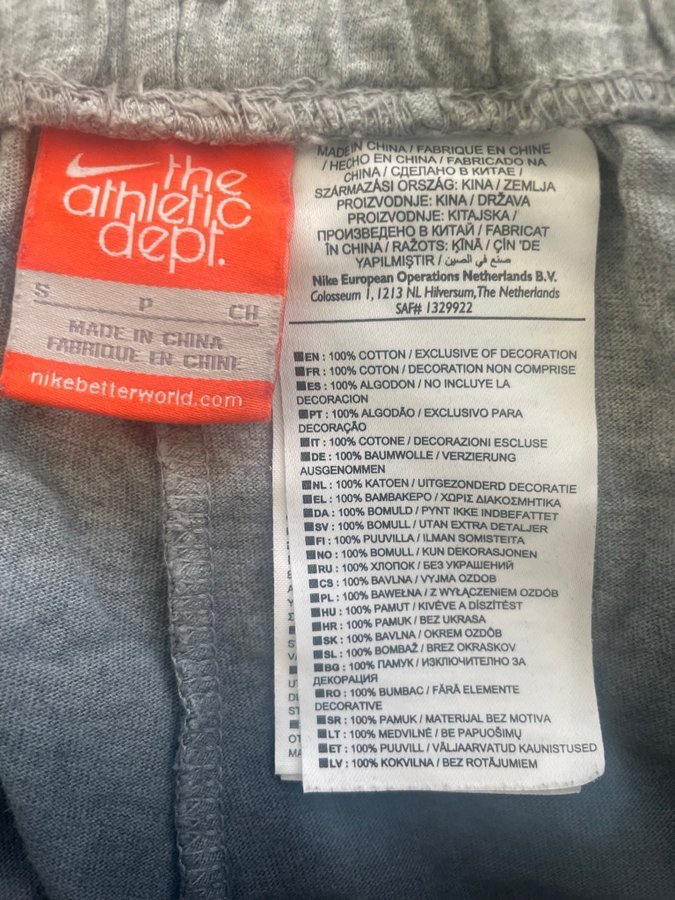 the
athletic
dept.
S P CH
MADE IN CHINA
FABRIQUE EN CHINE
nikebetterworld.com
MADE IN CHINA / FABRIQUE EN CHINE
/ HECHO EN CHINA / FABRICADO NA
CHINA / СДЕЛАНО В КИТАЕ /
SZÁRMAZÁSI ORSZÁG: KINA / ZEMLJA
PROIZVODNJE: KINA / DRŽAVA
PROIZVODNJE: KITAJSKA /
ПРОИЗВЕДЕНО В КИТАЙ / FABRICAT
ÎN CHINA / RAŽOTS: ĶĪNĀ / ÇİN 'DE
YAPILMIŞTIR / صنع في الصين
Nike European Operations Netherlands B.V.
Colosseum 1, 1213 NL Hilversum, The Netherlands
SAF# 1329922
EN : 100% COTTON / EXCLUSIVE OF DECORATION
FR : 100% COTON / DECORATION NON COMPRISE
ES : 100% ALGODON / NO INCLUYE LA
DECORACION
PT : 100% ALGODÃO / EXCLUSIVO PARA
DECORAÇÃO
IT : 100% COTONE / DECORAZIONI ESCLUSE
DE : 100% BAUMWOLLE / VERZIERUNG
AUSGENOMMEN
NL : 100% KATOEN / UITGEZONDERD DECORATIE
EL : 100% ΒΑΜΒΑΚΕΡΟ / ΧΩΡΙΣ ΔΙΑΚΟΣΜΗΤΙΚΑ
DA : 100% BOMULD / PYNT IKKE INDBEFATTET
SV : 100% BOMULL / UTAN EXTRA DETALJER
FI : 100% PUUVILLA / ILMAN SOMISTEITA
NO : 100% BOMULL / KUN DEKORASJONEN
RU : 100% ХЛОПОК / БЕЗ УКРАШЕНИЙ
CS : 100% BAVLNA / VYJMA OZDOB
PL : 100% BAWEŁNA / Z WYŁĄCZENIEM OZDÓB
HU : 100% PAMUT / KIVÉVE A DÍSZÍTÉST
HR : 100% PAMUK / BEZ UKRASA
SK : 100% BAVLNA / OKREM OZDÔB
SL : 100% BOMBAŽ / BREZ OKRASKOV
BG : 100% ПАМУК / ИЗКЛЮЧИТЕЛНО ЗА
ДЕКОРАЦИЯ
RO : 100% BUMBAC / FĂRĂ ELEMENTE
DECORATIVE
SR : 100% PAMUK / MATERIJAL BEZ MOTIVA
LT : 100% MEDVILNĖ / BE PAPUOŠIMŲ
ET : 100% PUUVILL / VÄLJAARVATUD KAUNISTUSED
LV : 100% KOKVILNA / BEZ ROTĀJUMIEM